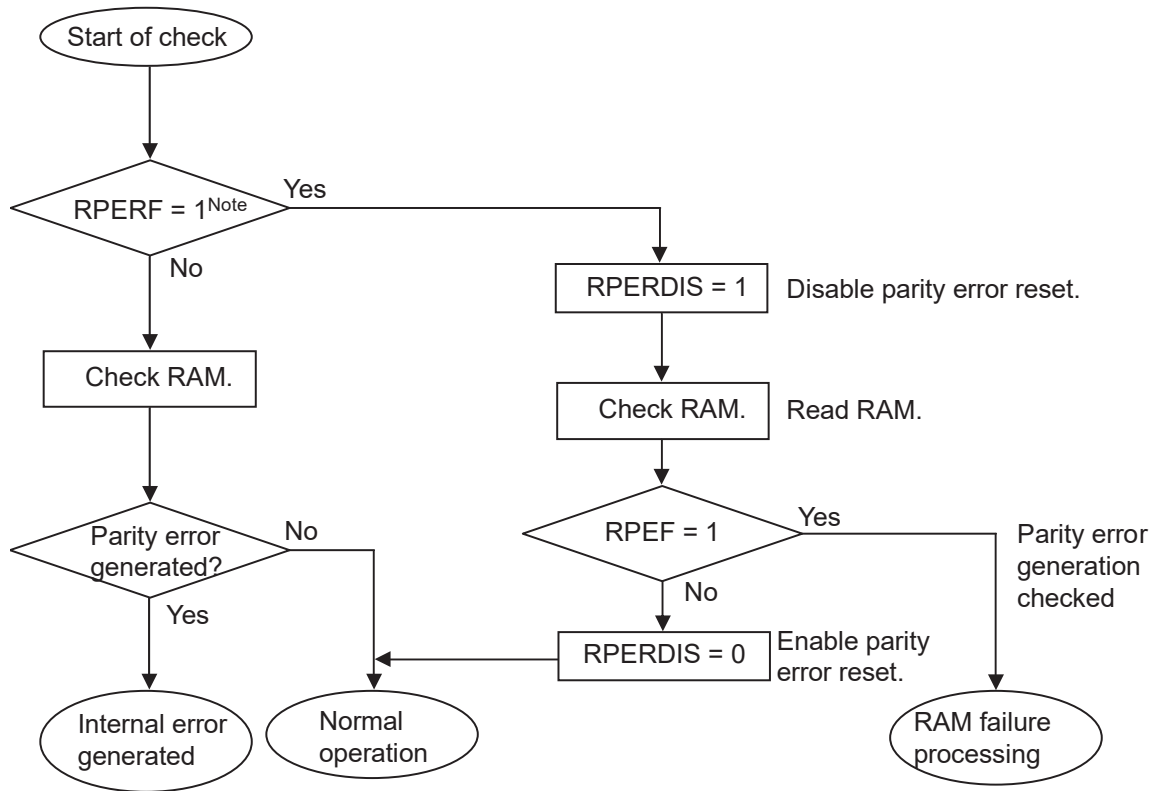 Start of check
RPERF = 1Note
Yes
No
RPERDIS = 1
Disable parity error reset.
Check RAM.
Check RAM.
Read RAM.
Parity error
generated?
No
Yes
RPEF = 1
Yes
No
Parity error
generation
checked
RPERDIS = 0
Enable parity
error reset.
Internal error
generated
Normal
operation
RAM failure
processing